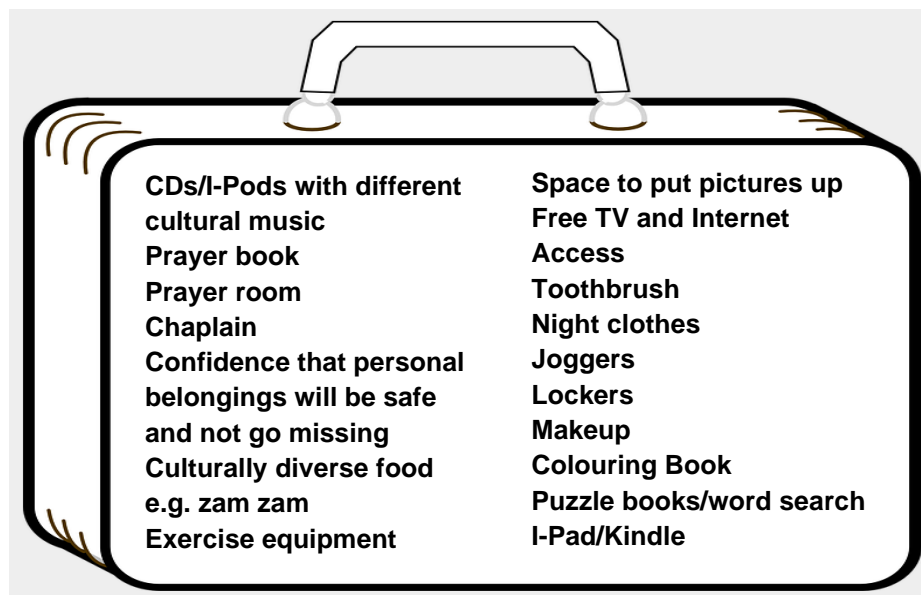 CDs/I-Pods with different
cultural music
Prayer book
Prayer room
Chaplain
Confidence that personal
belongings will be safe
and not go missing
Culturally diverse food
e.g. zam zam
Exercise equipment
Space to put pictures up
Free TV and Internet
Access
Toothbrush
Night clothes
Joggers
Lockers
Makeup
Colouring Book
Puzzle books/word search
I-Pad/Kindle